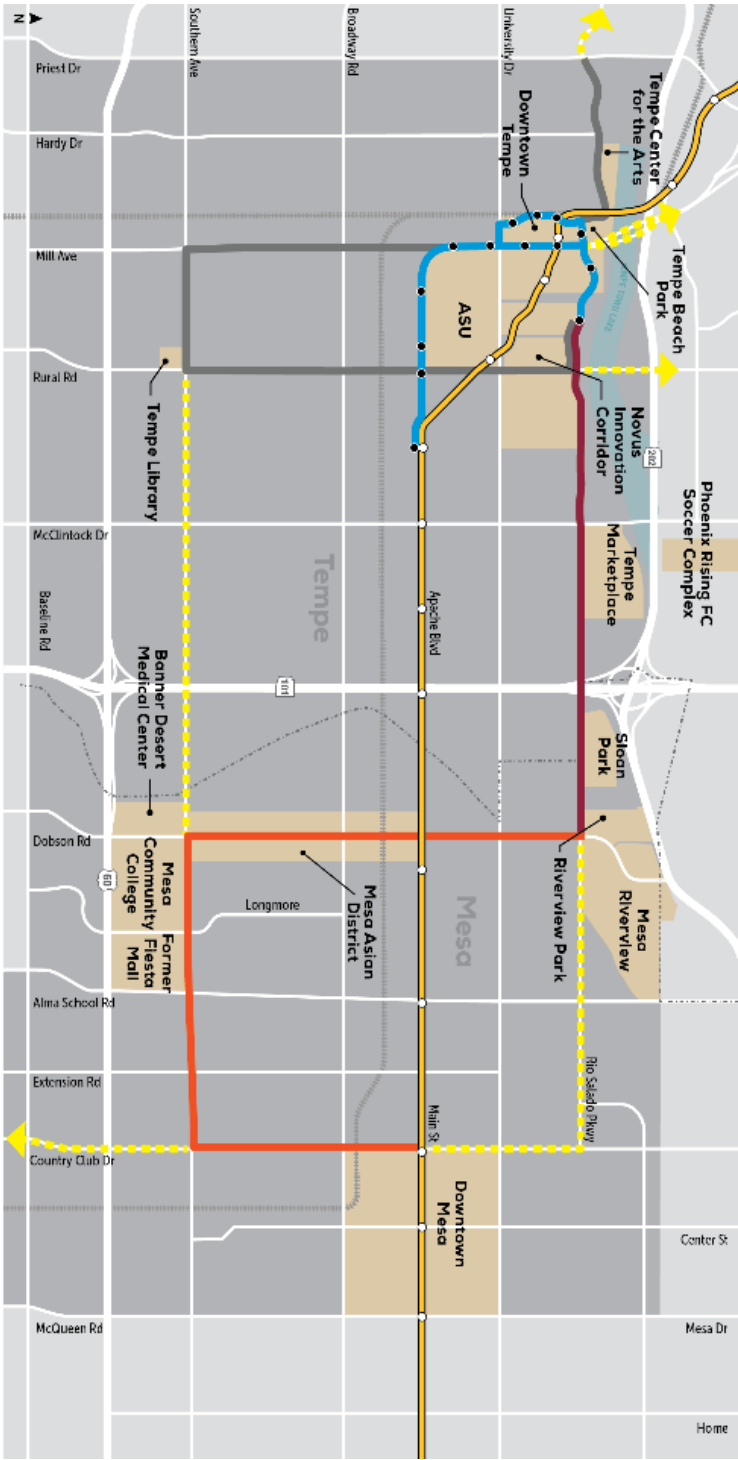 N
Priest Dr
Hardy Dr
Mill Ave
Rural Rd
McClintock Dr
Baseline Rd
Dobson Rd
60
Alma School Rd
Extension Rd
Country Club Dr
McQueen Rd
Southern Ave
Broadway Rd
University Dr
Downtown
Tempe
Tempe Center
for the Arts
Tempe Beach
Park
TEMPE TOWN LAKE
ASU
Novus
Innovation
Corridor
202
Tempe Library
Phoenix Rising FC
Soccer Complex
Tempe
Marketplace
Tempe
Apache Blvd
101
Banner Desert
Medical Center
Sloan
Park
Riverview Park
Mesa
Riverview
Mesa
Community
College
Former
Fiesta
Mall
Longmore
Mesa Asian
District
Mesa
Rio Salado Pkwy
Main St
Downtown
Mesa
Center St
Mesa Dr
Home